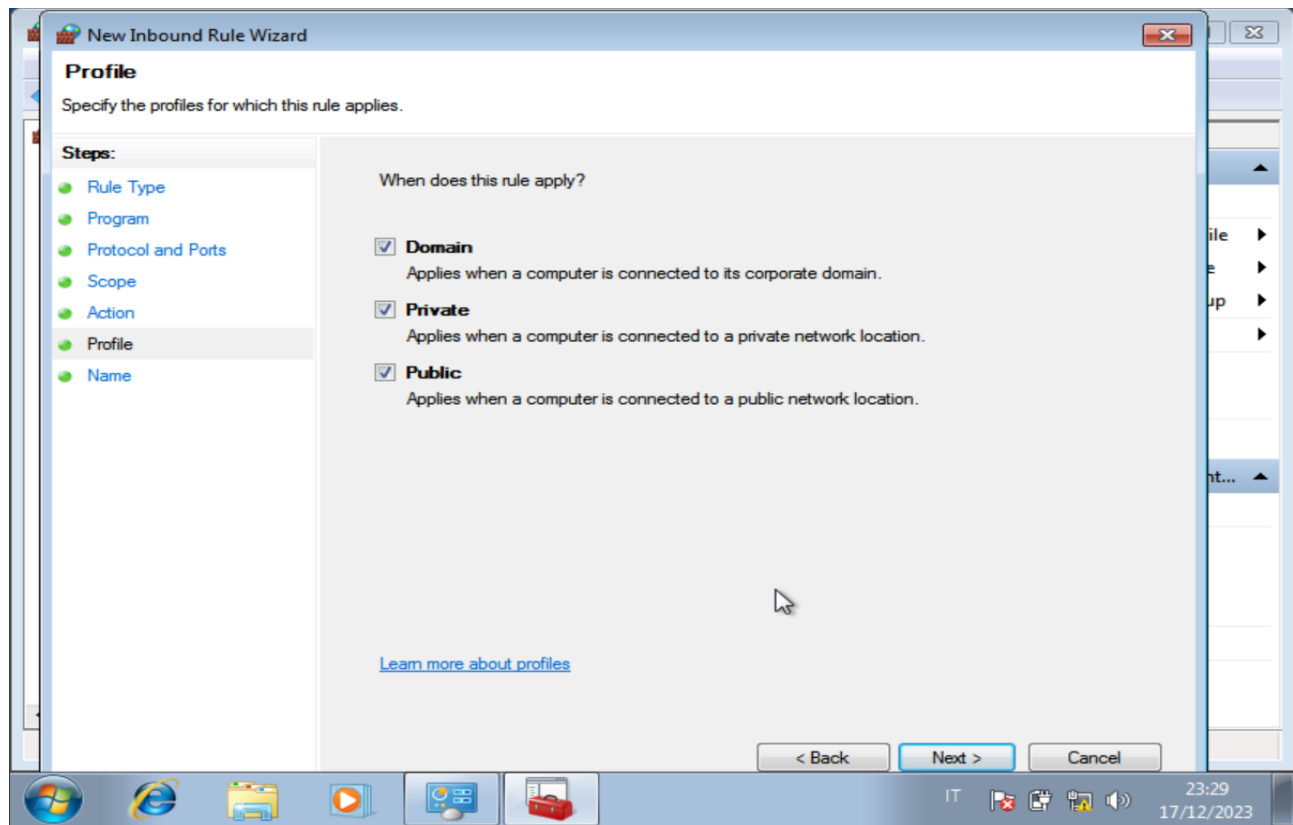 New Inbound Rule Wizard
Profile
Specify the profiles for which this rule applies.
Steps:
Rule Type
Program
Protocol and Ports
Scope
Action
Profile
Name
When does this rule apply?
Domain
Applies when a computer is connected to its corporate domain.
Private
Applies when a computer is connected to a private network location.
Public
Applies when a computer is connected to a public network location.
Learn more about profiles
< Back Next > Cancel
ile
e
up
nt...
IT
23:29
17/12/2023